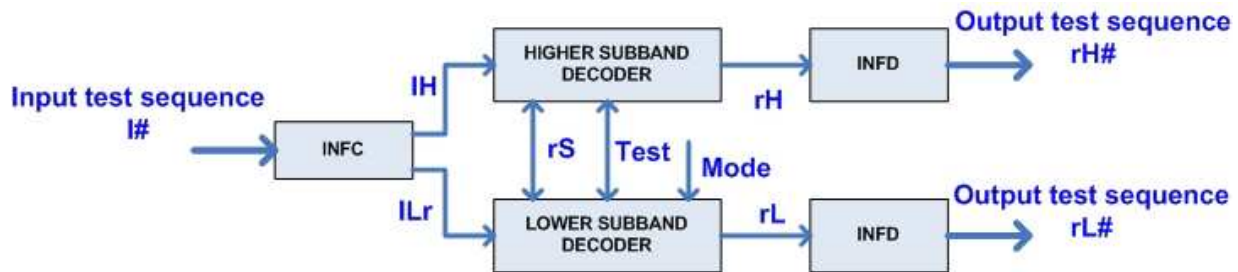 Input test sequence
I#
INFC
IH
ILr
HIGHER SUBBAND
DECODER
rS
Test
Mode
LOWER SUBBAND
DECODER
rH
rL
INFD
INFD
Output test sequence
rH#
Output test sequence
rL#